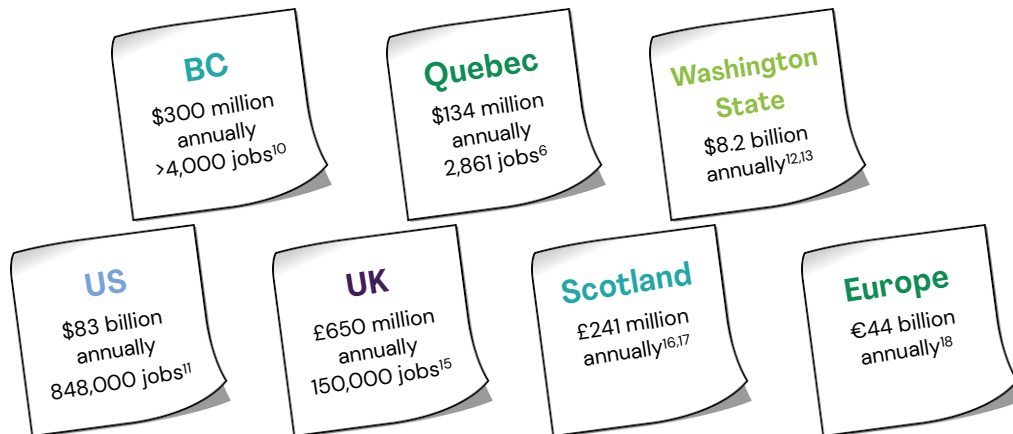 BC
$300 million
annually
>4,000 jobs¹⁰
Quebec
$134 million
annually
2,861 jobs⁶
Washington
State
$8.2 billion
annually¹²,¹³
US
$83 billion
annually
848,000 jobs¹¹
UK
£650 million
annually
150,000 jobs¹⁵
Scotland
£241 million
annually¹⁶,¹⁷
Europe
€44 billion
annually¹⁸